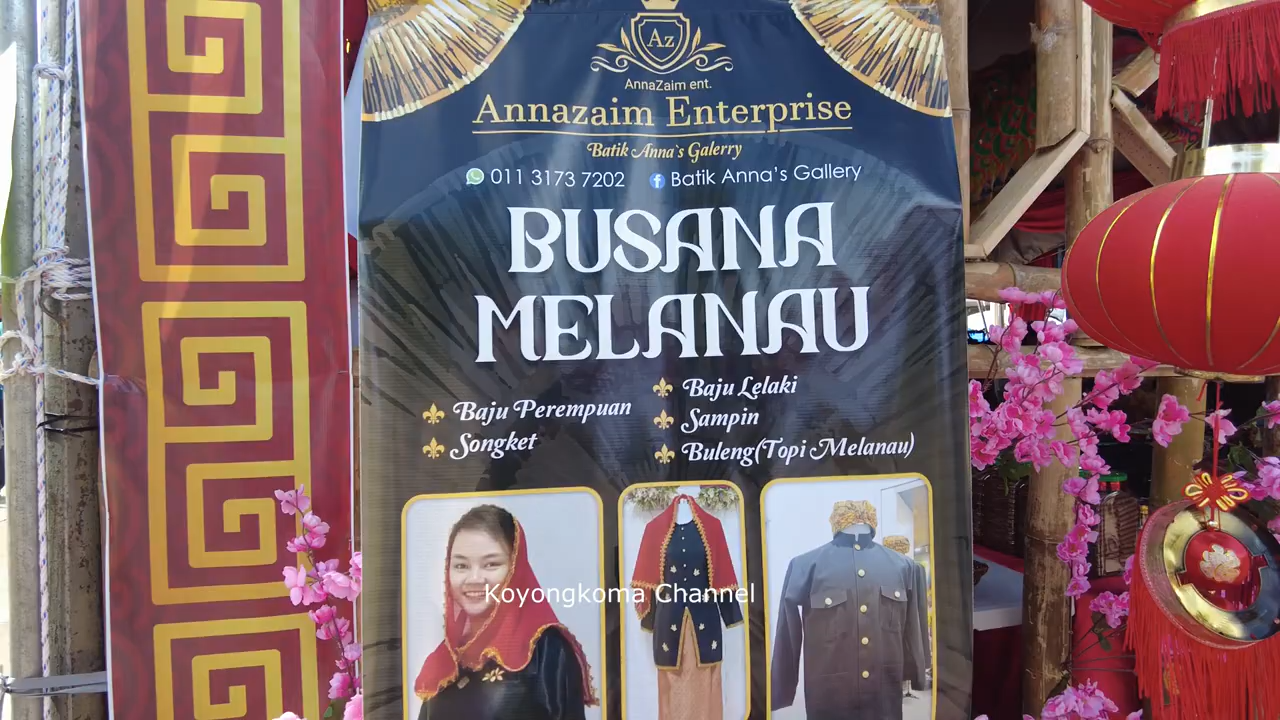 Az
AnnaZaim ent.
Annazaim Enterprise
Batik Anna`s Galerry
011 3173 7202 Batik Anna's Gallery
BUSANA
MELANAU
Baju Perempuan
Songket
Baju Lelaki
Sampin
Buleng(Topi Melanau)
Koyongkoma Channel